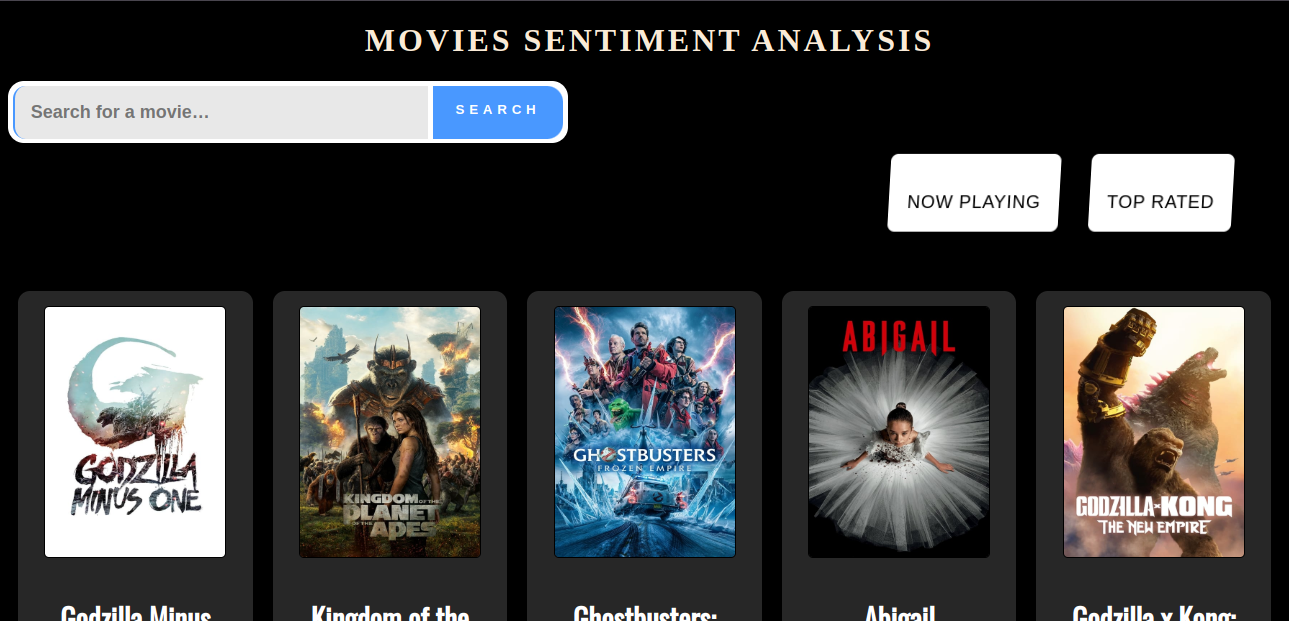 MOVIES SENTIMENT ANALYSIS
Search for a movie…
SEARCH
NOW PLAYING
TOP RATED
GODZILLA
MINUS ONE
KINGDOM OF THE
PLANET
OF THE APES
GHOSTBUSTERS
FROZEN EMPIRE
ABIGAIL
GODZILLA x KONG
THE NEW EMPIRE
Godzilla Minus
Kingdom of the
Ghostbusters:
Abigail
Godzilla x Kong: